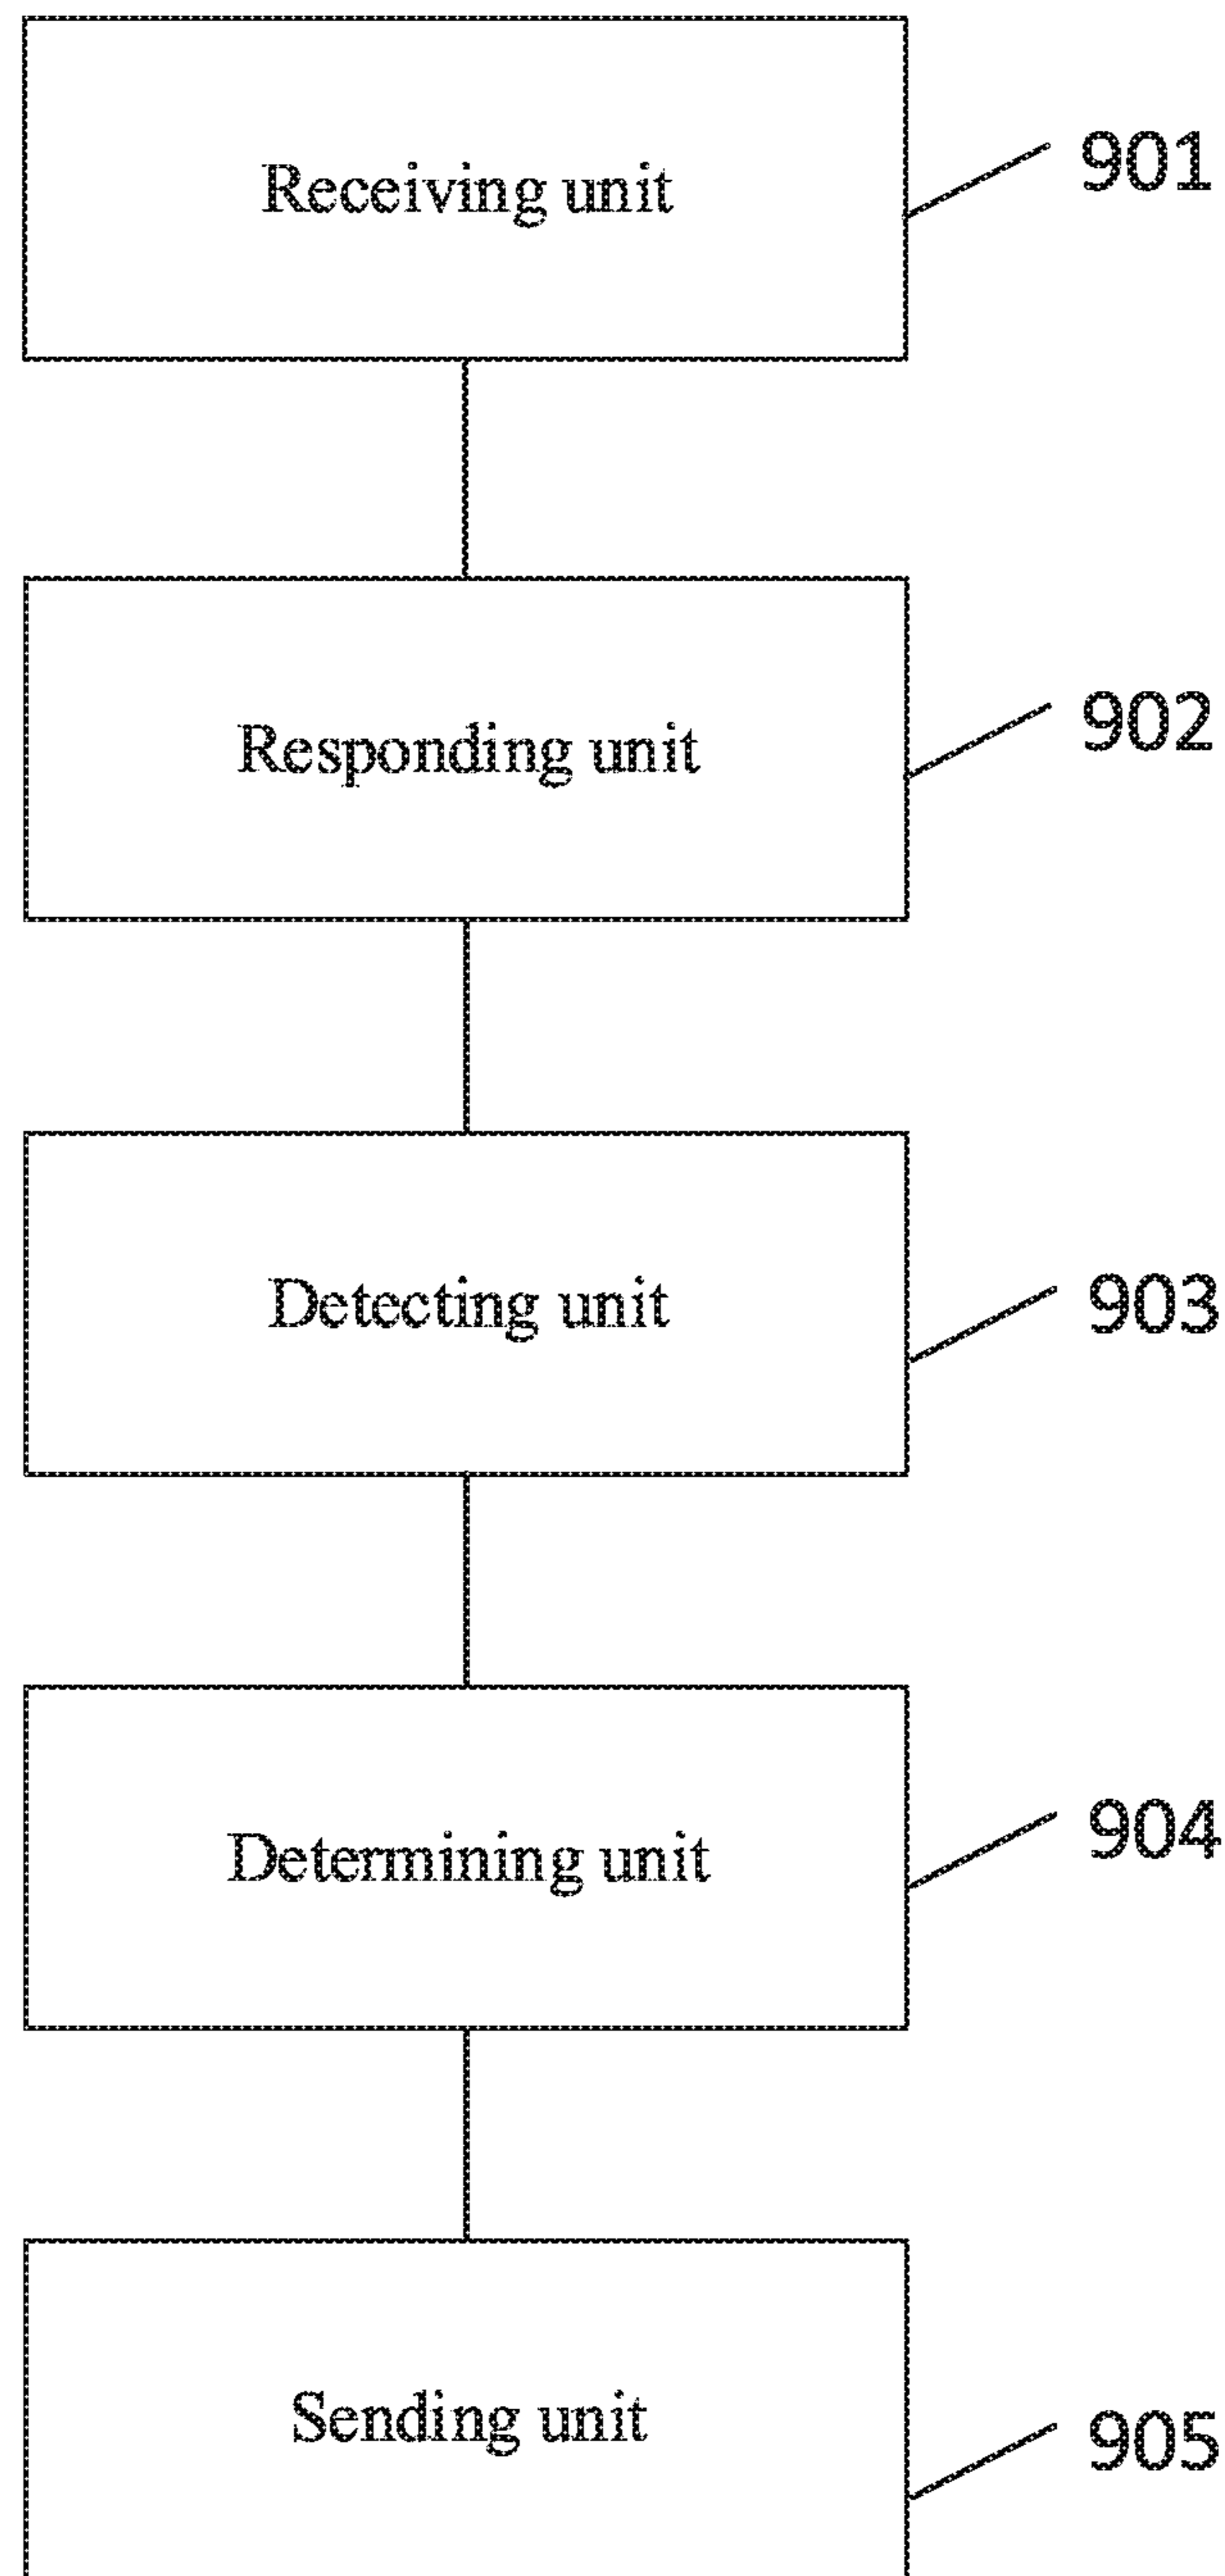 Receiving unit
901
Responding unit
902
Detecting unit
903
Determining unit
904
Sending unit
905